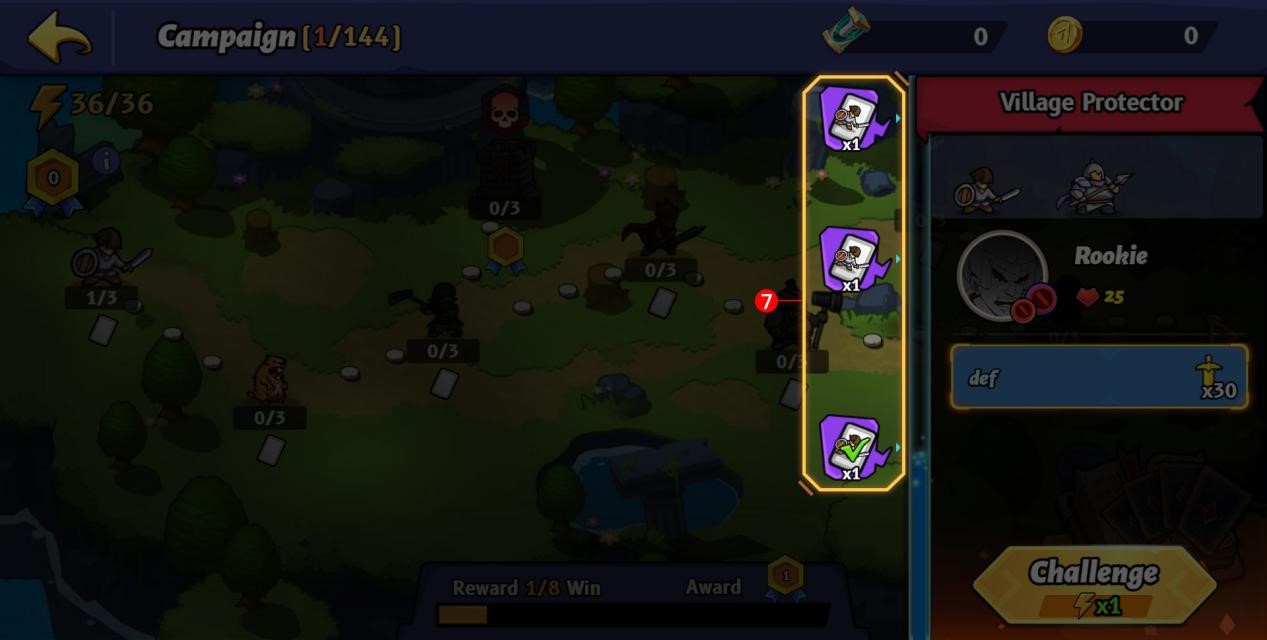 Campaign [1/144]
0
0
36/36
Village Protector
0
i
x1
0/3
x1
0/3
1/3
7
Rookie
25
0/3
0/3
0/3
def
x30
0/3
x1
Reward 1/8 Win
Award
1
Challenge
x1